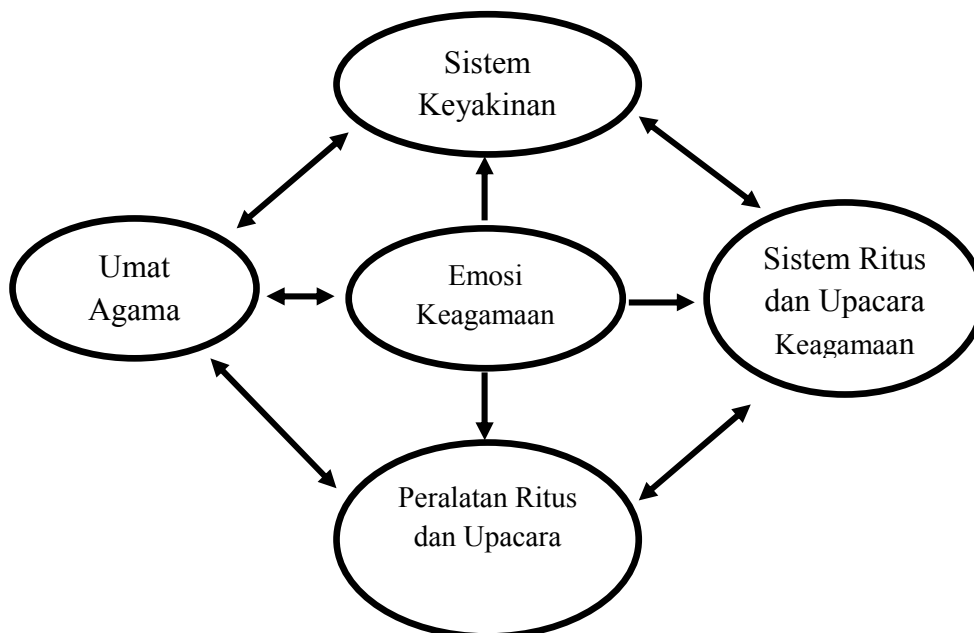 Sistem
Keyakinan
Umat
Agama
Emosi
Keagamaan
Sistem Ritus
dan Upacara
Keagamaan
Peralatan Ritus
dan Upacara